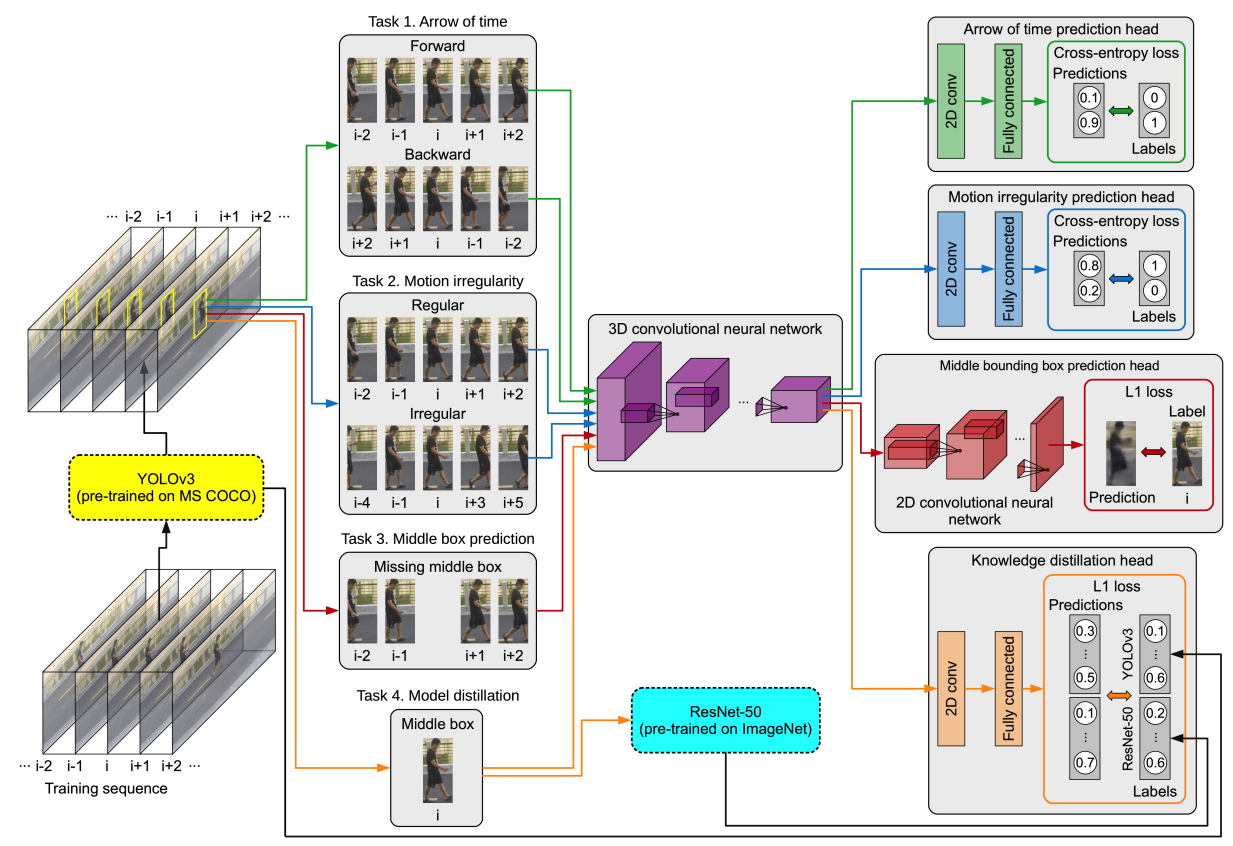 Task 1. Arrow of time
Forward
i-2 i-1 i i+1 i+2
Backward
i+2 i+1 i i-1 i-2
··· i-2 i-1 i i+1 i+2 ···
Task 2. Motion irregularity
Regular
i-2 i-1 i i+1 i+2
Irregular
i-4 i-1 i i+3 i+5
YOLOv3
(pre-trained on MS COCO)
Task 3. Middle box prediction
Missing middle box
i-2 i-1 i+1 i+2
Task 4. Model distillation
Middle box
i
··· i-2 i-1 i i+1 i+2 ···
Training sequence
3D convolutional neural network
···
ResNet-50
(pre-trained on ImageNet)
Arrow of time prediction head
2D conv
Fully connected
Cross-entropy loss
Predictions
0.1 0
0.9 1
Labels
Motion irregularity prediction head
2D conv
Fully connected
Cross-entropy loss
Predictions
0.8 1
0.2 0
Labels
Middle bounding box prediction head
···
2D convolutional neural
network
L1 loss
Label
Prediction
i
Knowledge distillation head
2D conv
Fully connected
L1 loss
Predictions
0.3 0.1
... ...
0.5 0.6
YOLOv3
0.1 0.2
... ...
0.7 0.6
ResNet-50
Labels